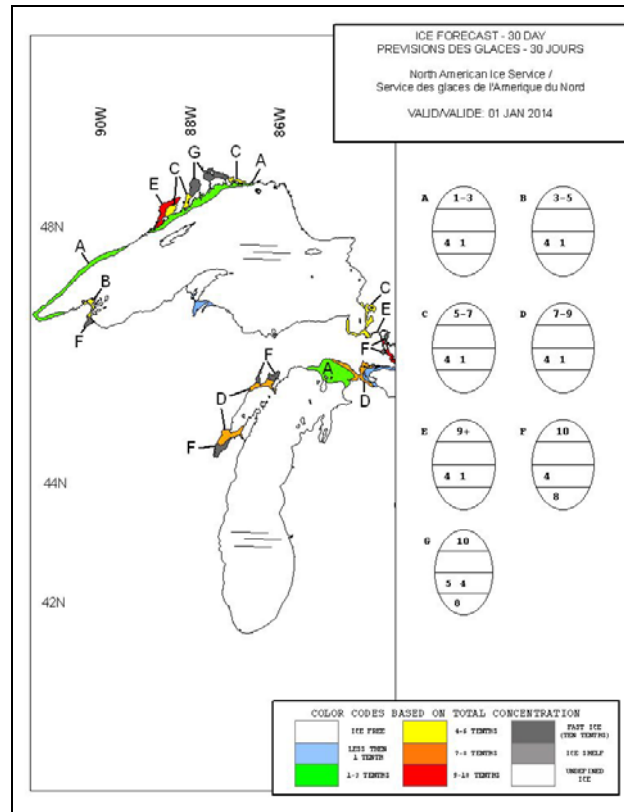 ICE FORECAST - 30 DAY
PREVISIONS DES GLACES - 30 JOURS
North American Ice Service /
Service des glaces de l'Amerique du Nord
VALID/VALIDE: 01 JAN 2014
90W
88W
86W
G
C
C
A
E
48N
A
B
F
C
E
F
F
A
D
D
F
44N
42N
A
1-3
4 1
B
3-5
4 1
C
5-7
4 1
D
7-9
4 1
E
9+
4 1
F
10
4
8
G
10
5 4
8
COLOR CODES BASED ON TOTAL CONCENTRATION
ICE FREE
LESS THEN
1 TENTH
1-3 TENTHS
4-6 TENTHS
7-8 TENTHS
9-10 TENTHS
FAST ICE
(TEN TENTHS)
ICE SHELF
UNDEFINED
ICE